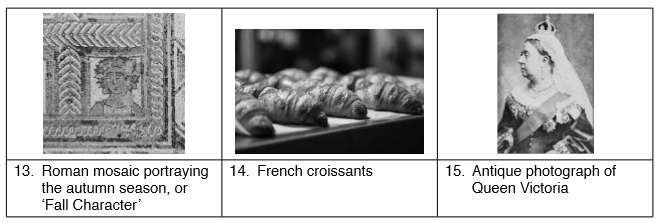 13. Roman mosaic portraying
the autumn season, or
‘Fall Character’
14. French croissants
15. Antique photograph of
Queen Victoria